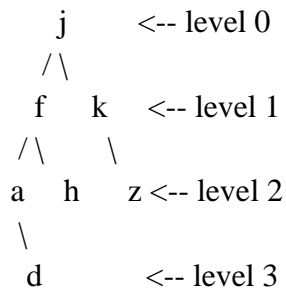 j <-- level 0
/ \
f k <-- level 1
/ \ \
a h z <-- level 2
\
d <-- level 3